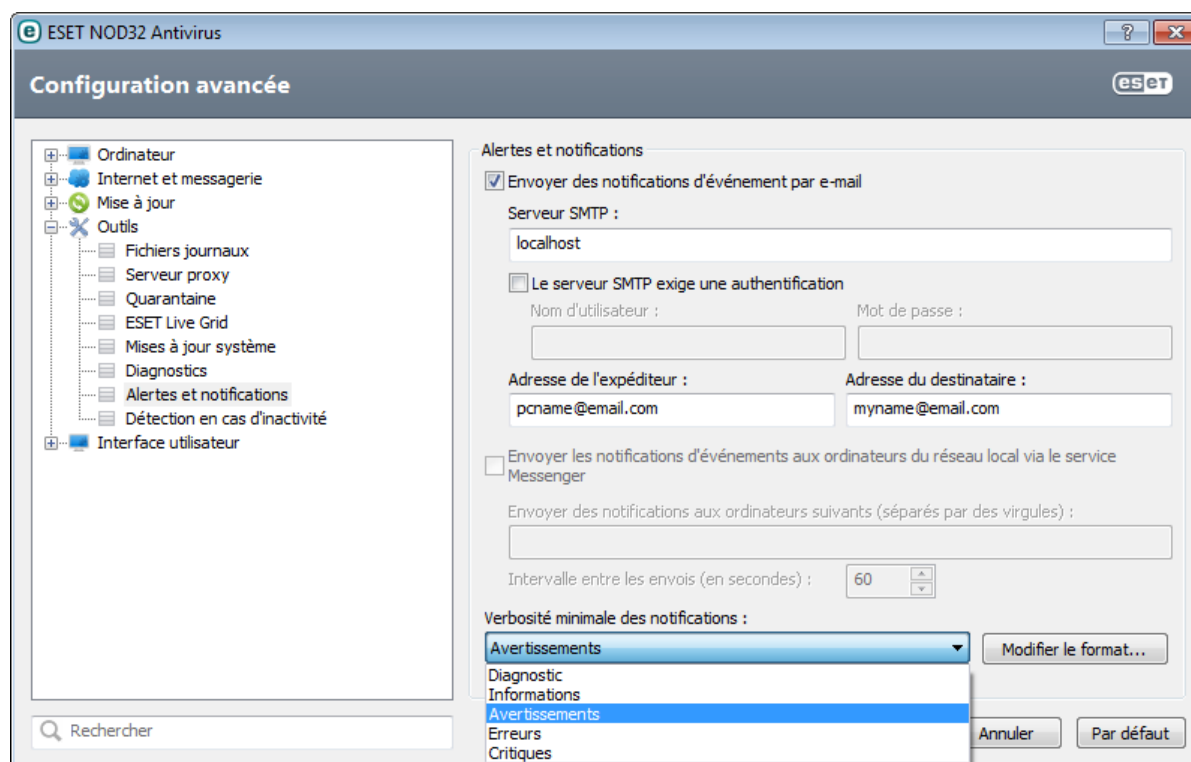 ESET NOD32 Antivirus
?
Configuration avancée
eset
Ordinateur
Internet et messagerie
Mise à jour
Outils
Fichiers journaux
Serveur proxy
Quarantaine
ESET Live Grid
Mises à jour système
Diagnostics
Alertes et notifications
Détection en cas d'inactivité
Interface utilisateur
Rechercher
Alertes et notifications
Envoyer des notifications d'événement par e-mail
Serveur SMTP :
localhost
Le serveur SMTP exige une authentification
Nom d'utilisateur : Mot de passe :
Adresse de l'expéditeur : Adresse du destinataire :
pcname@email.com myname@email.com
Envoyer les notifications d'événements aux ordinateurs du réseau local via le service
Messenger
Envoyer des notifications aux ordinateurs suivants (séparés par des virgules) :
Intervalle entre les envois (en secondes) : 60
Verbosité minimale des notifications :
Avertissements Modifier le format...
Diagnostic
Informations
Avertissements
Erreurs
Critiques
Annuler Par défaut